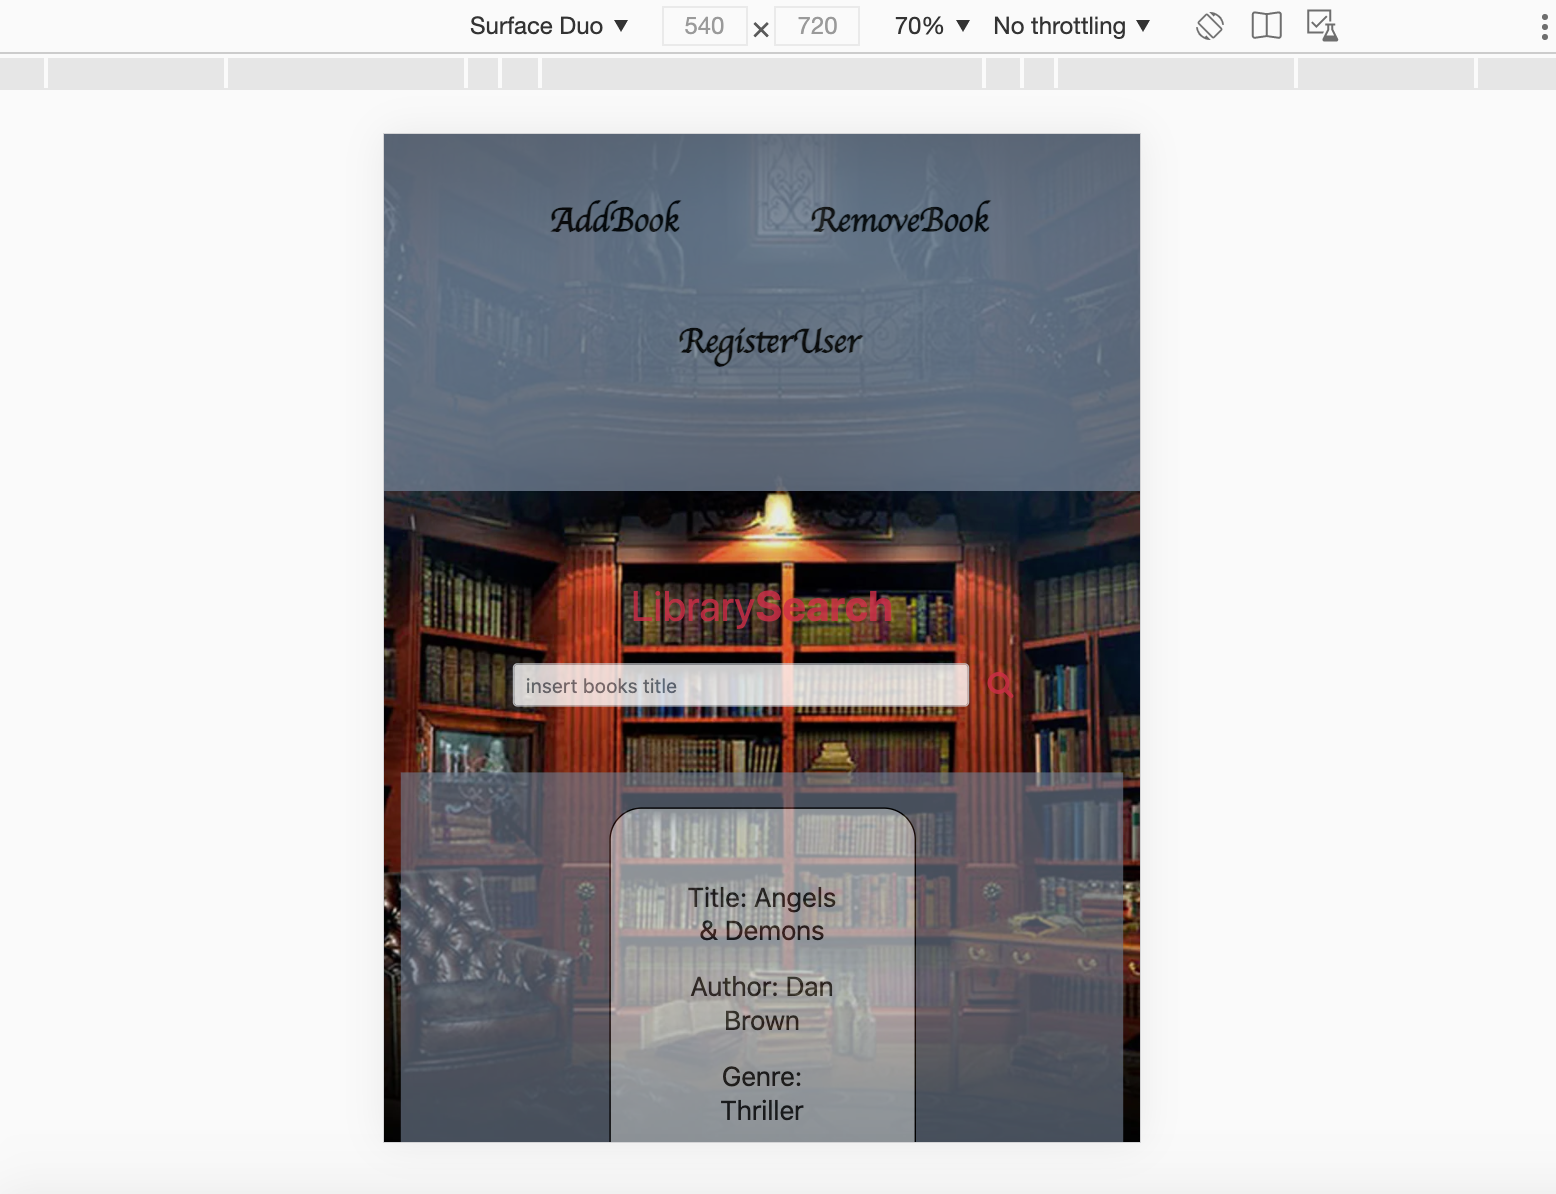 Surface Duo ▼ 540 × 720 70% ▼ No throttling ▼
AddBook RemoveBook
RegisterUser
LibrarySearch
insert books title
Title: Angels
& Demons
Author: Dan
Brown
Genre:
Thriller